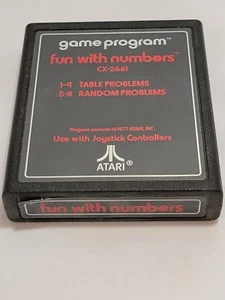 game program™
fun with numbers™
CX-2661
1-4 TABLE PROBLEMS
5-8 RANDOM PROBLEMS
Program contents ©1977 ATARI, INC.
Use with Joystick Controllers
ATARI®
fun with numbers